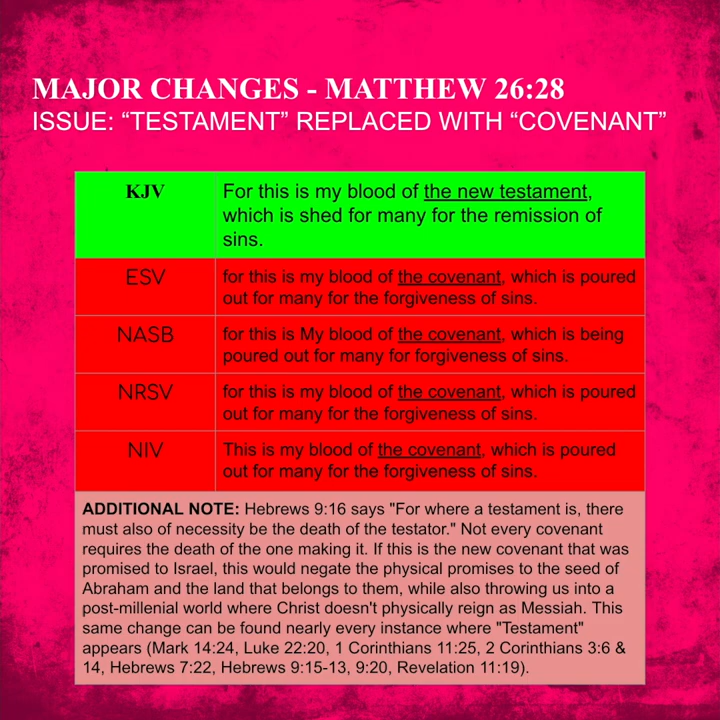 MAJOR CHANGES - MATTHEW 26:28
ISSUE: “TESTAMENT” REPLACED WITH “COVENANT”
KJV
For this is my blood of the new testament,
which is shed for many for the remission of
sins.
ESV
for this is my blood of the covenant, which is poured
out for many for the forgiveness of sins.
NASB
for this is My blood of the covenant, which is being
poured out for many for forgiveness of sins.
NRSV
for this is my blood of the covenant, which is poured
out for many for the forgiveness of sins.
NIV
This is my blood of the covenant, which is poured
out for many for the forgiveness of sins.
ADDITIONAL NOTE: Hebrews 9:16 says "For where a testament is, there
must also of necessity be the death of the testator." Not every covenant
requires the death of the one making it. If this is the new covenant that was
promised to Israel, this would negate the physical promises to the seed of
Abraham and the land that belongs to them, while also throwing us into a
post-millenial world where Christ doesn't physically reign as Messiah. This
same change can be found nearly every instance where "Testament"
appears (Mark 14:24, Luke 22:20, 1 Corinthians 11:25, 2 Corinthians 3:6 &
14, Hebrews 7:22, Hebrews 9:15-13, 9:20, Revelation 11:19).